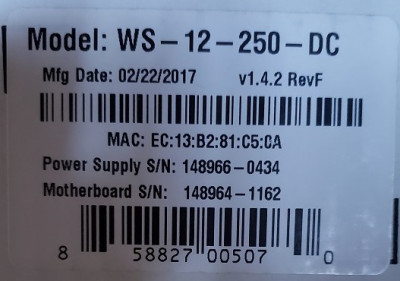 Model: WS-12-250-DC
Mfg Date: 02/22/2017 v1.4.2 RevF
MAC: EC:13:B2:81:C5:CA
Power Supply S/N: 148966-0434
Motherboard S/N: 148964-1162
8 58827 00507 0